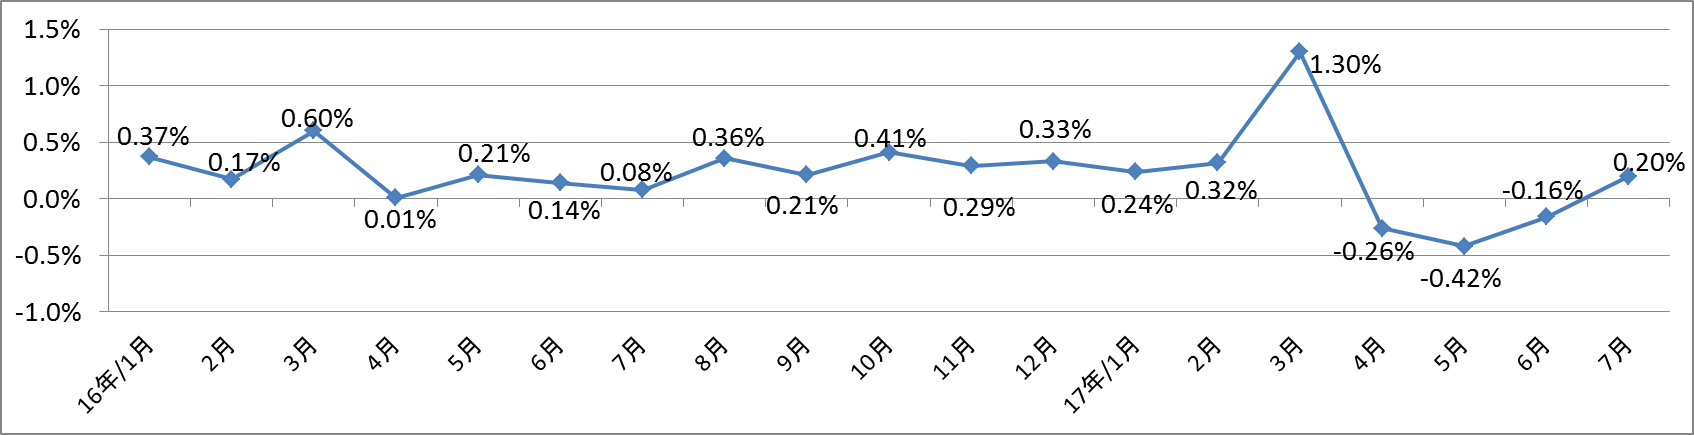 1.5%
1.0%
0.5%
0.0%
-0.5%
-1.0%
0.37%
0.17%
0.60%
0.01%
0.21%
0.14%
0.08%
0.36%
0.21%
0.41%
0.29%
0.33%
0.24%
0.32%
1.30%
-0.26%
-0.42%
-0.16%
0.20%
16年/1月
2月
3月
4月
5月
6月
7月
8月
9月
10月
11月
12月
17年/1月
2月
3月
4月
5月
6月
7月